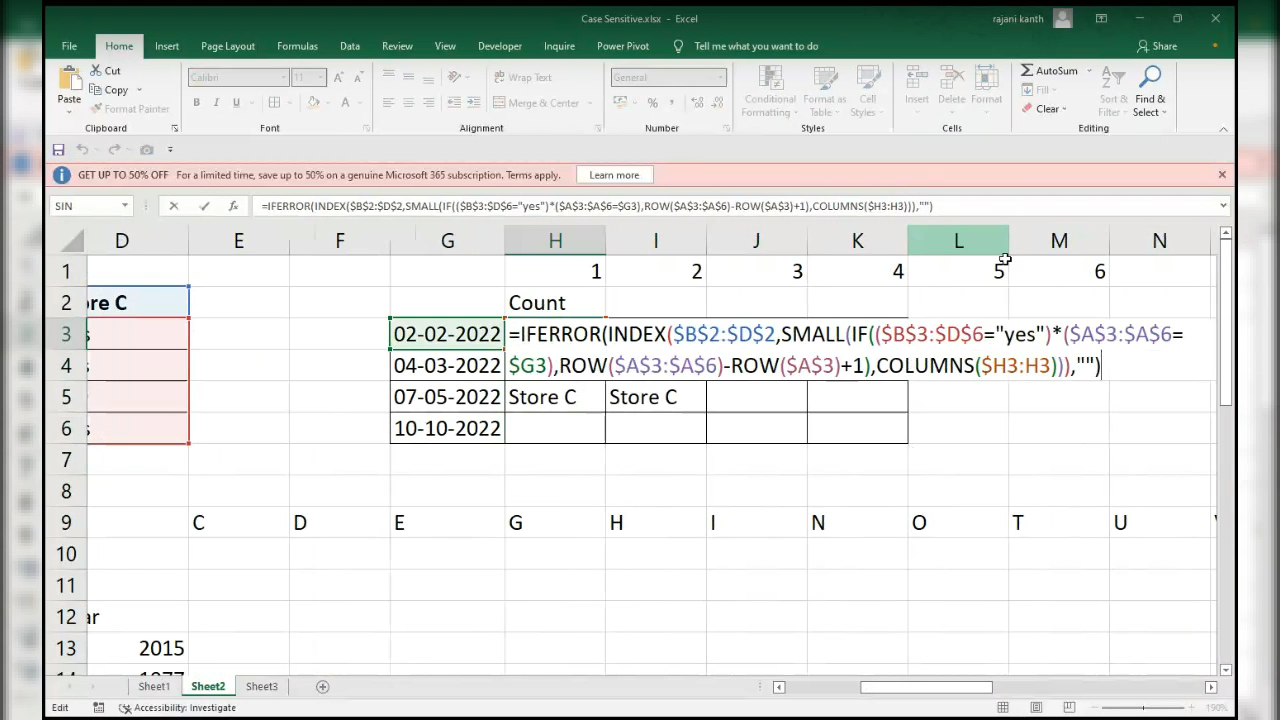 Case Sensitive.xlsx - Excel
rajani kanth
File Home Insert Page Layout Formulas Data Review View Developer Inquire Power Pivot Tell me what you want to do Share
Paste
Cut
Copy
Format Painter
Clipboard
Calibri 11
B I U
Font
Wrap Text
Merge & Center
Alignment
General
Number
Conditional Formatting
Format as Table
Cell Styles
Styles
Insert Delete Format
Cells
AutoSum
Fill
Clear
Sort & Filter
Find & Select
Editing
GET UP TO 50% OFF For a limited time, save up to 50% on a genuine Microsoft 365 subscription. Terms apply. Learn more
SIN =IFERROR(INDEX($B$2:$D$2,SMALL(IF(($B$3:$D$6="yes")*($A$3:$A$6=$G3),ROW($A$3:$A$6)-ROW($A$3)+1),COLUMNS($H3:H3))),"")
D E F G H I J K L M N
1 1 2 3 4 5 6
2 ore C Count
3 s 02-02-2022 =IFERROR(INDEX($B$2:$D$2,SMALL(IF(($B$3:$D$6="yes")*($A$3:$A$6=
4 s 04-03-2022 $G3),ROW($A$3:$A$6)-ROW($A$3)+1),COLUMNS($H3:H3))),"")
5 07-05-2022 Store C Store C
6 s 10-10-2022
7
8
9 C D E G H I N O T U
10
11
12 ar
13 2015
Sheet1 Sheet2 Sheet3
Edit Accessibility: Investigate 190%